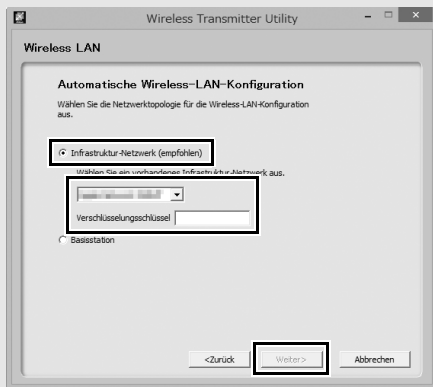 Wireless Transmitter Utility
Wireless LAN
Automatische Wireless-LAN-Konfiguration
Wählen Sie die Netzwerktopologie für die Wireless-LAN-Konfiguration
aus.
Infrastruktur-Netzwerk (empfohlen)
Wählen Sie ein vorhandenes Infrastruktur-Netzwerk aus.
Verschlüsselungsschlüssel
Basisstation
<Zurück Weiter> Abbrechen